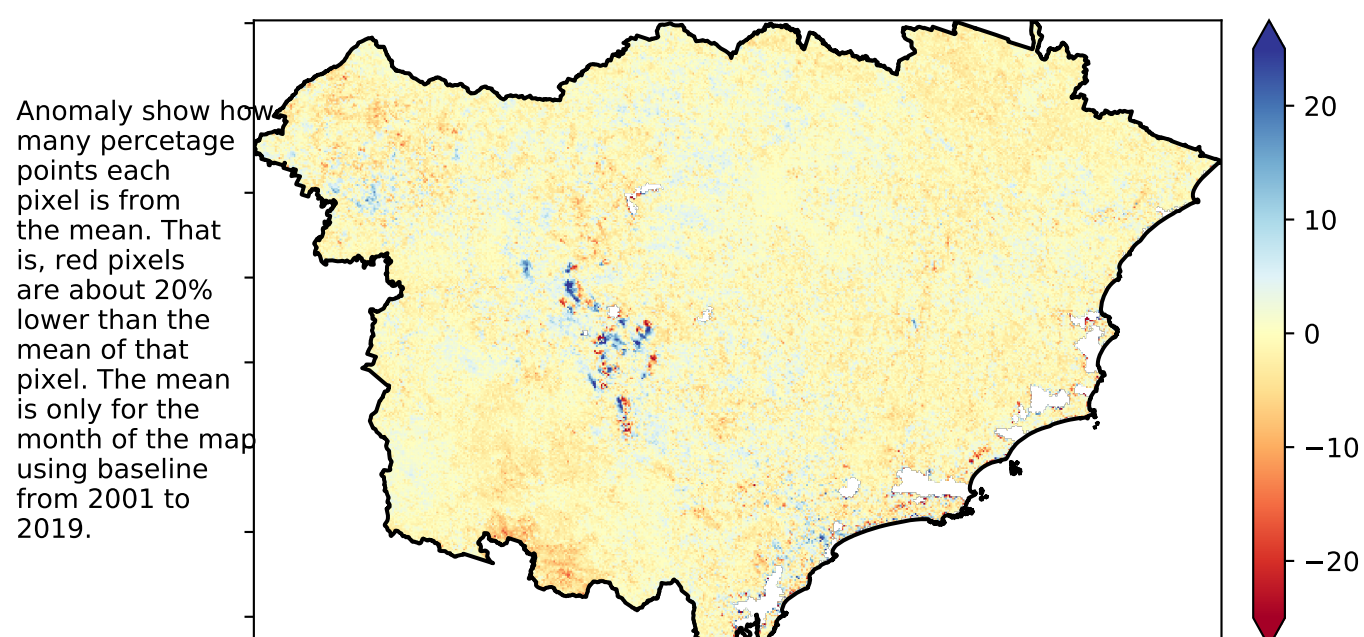 Anomaly show how
many percetage
points each
pixel is from
the mean. That
is, red pixels
are about 20%
lower than the
mean of that
pixel. The mean
is only for the
month of the map
using baseline
from 2001 to
2019.
20
10
0
−10
−20